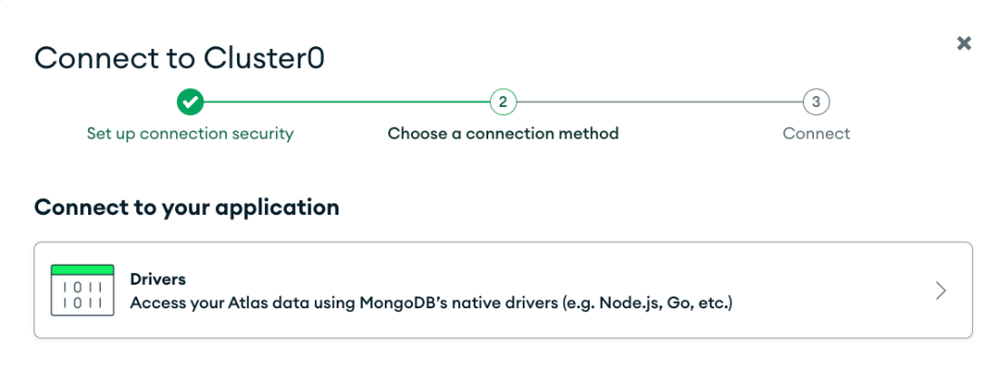 Connect to Cluster0
2
3
Set up connection security
Choose a connection method
Connect
Connect to your application
Drivers
1011
1011
Access your Atlas data using MongoDB's native drivers (e.g. Node.js, Go, etc.)